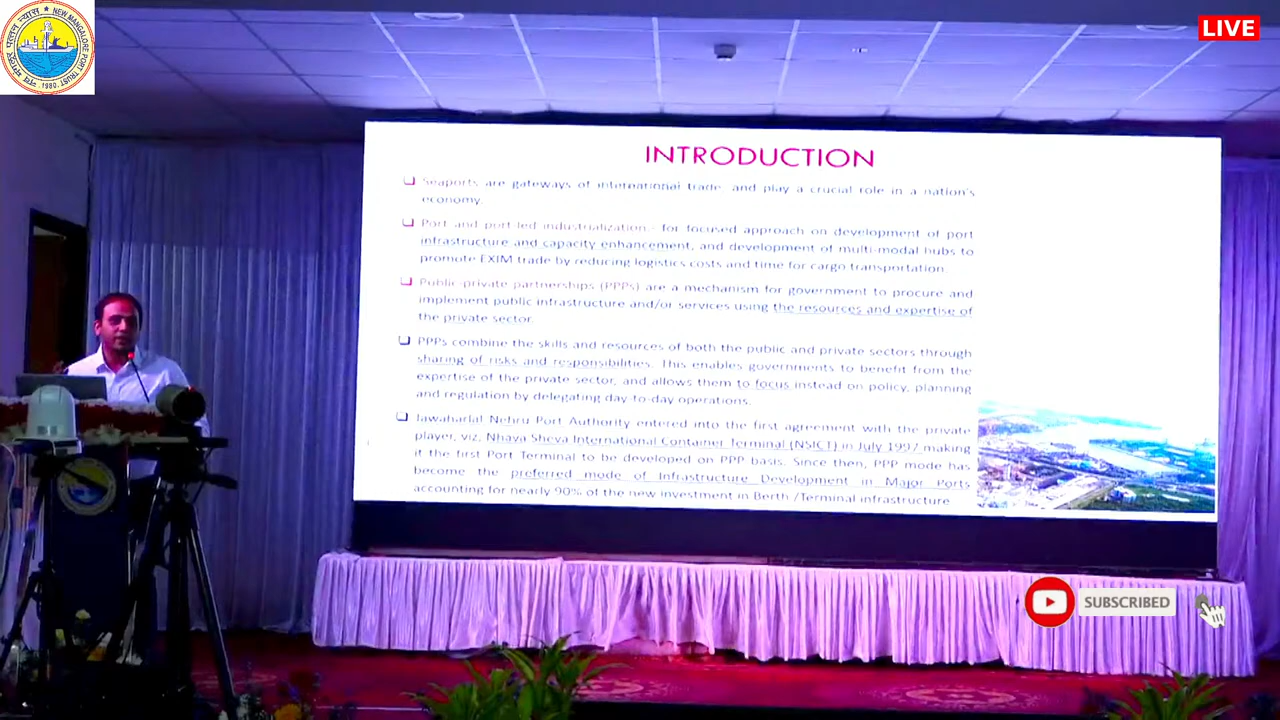 नव मंगलूर पत्तन न्यास ★ NEW MANGALORE PORT TRUST
. 1980 .
LIVE
INTRODUCTION
Seaports are gateways of international trade, and play a crucial role in a nation's
economy.
Port and port led industrialization:- for focused approach on development of port
infrastructure and capacity enhancement, and development of multi-modal hubs to
promote EXIM trade by reducing logistics costs and time for cargo transportation.
Public-private partnerships (PPPs) are a mechanism for government to procure and
implement public infrastructure and/or services using the resources and expertise of
the private sector.
PPPs combine the skills and resources of both the public and private sectors through
sharing of risks and responsibilities. This enables governments to benefit from the
expertise of the private sector, and allows them to focus instead on policy, planning
and regulation by delegating day-to-day operations.
Jawaharlal Nehru Port Authority entered into the first agreement with the private
player, viz, Nhava Sheva International Container Terminal (NSICT) in July 1997 making
it the first Port Terminal to be developed on PPP basis. Since then, PPP mode has
become the preferred mode of Infrastructure Development in Major Ports
accounting for nearly 90% of the new investment in Berth /Terminal infrastructure
SUBSCRIBED